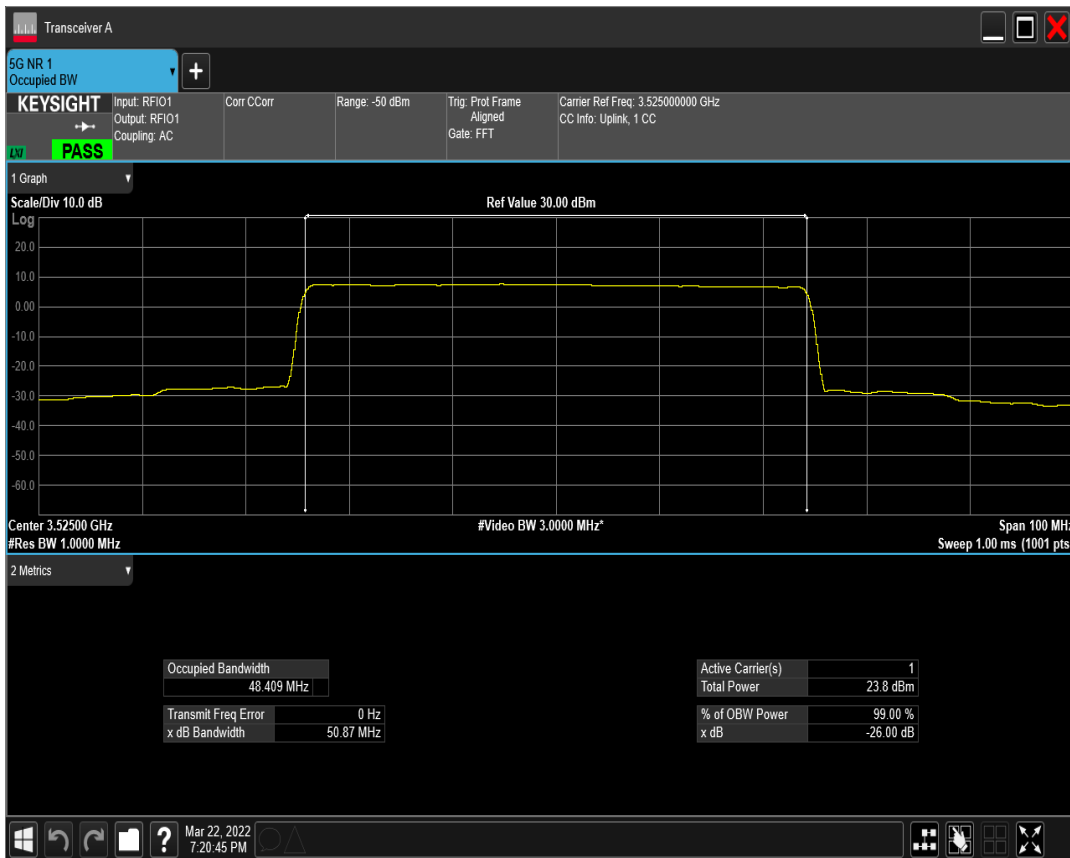 Transceiver A
5G NR 1
Occupied BW
KEYSIGHT
LXI
PASS
Input: RFIO1
Output: RFIO1
Coupling: AC
Corr CCorr
Range: -50 dBm
Trig: Prot Frame
Aligned
Gate: FFT
Carrier Ref Freq: 3.525000000 GHz
CC Info: Uplink, 1 CC
1 Graph
Scale/Div 10.0 dB
Ref Value 30.00 dBm
Log
20.0
10.0
0.00
-10.0
-20.0
-30.0
-40.0
-50.0
-60.0
Center 3.52500 GHz
#Video BW 3.0000 MHz*
Span 100 MHz
#Res BW 1.0000 MHz
Sweep 1.00 ms (1001 pts
2 Metrics
Occupied Bandwidth
48.409 MHz
Transmit Freq Error 0 Hz
x dB Bandwidth 50.87 MHz
Active Carrier(s) 1
Total Power 23.8 dBm
% of OBW Power 99.00 %
x dB -26.00 dB
?
Mar 22, 2022
7:20:45 PM